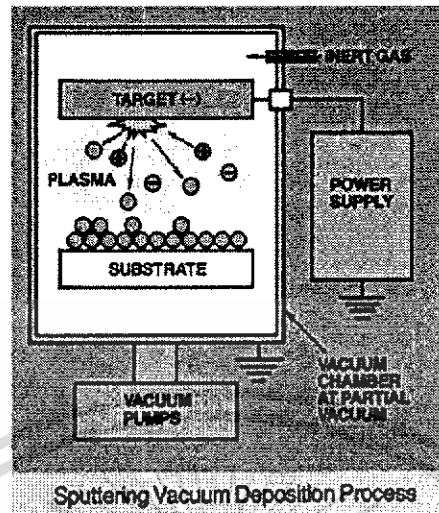 INERT GAS
TARGET (–)
PLASMA
POWER
SUPPLY
SUBSTRATE
VACUUM
CHAMBER
AT PARTIAL
VACUUM
VACUUM
PUMPS
Sputtering Vacuum Deposition Process